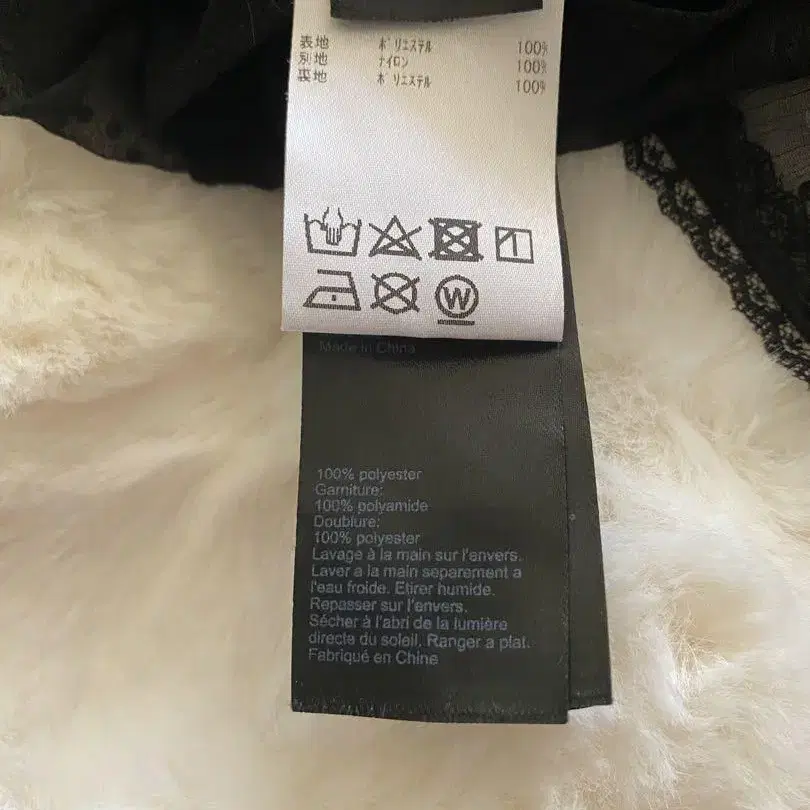 表地 ポリエステル 100%
別地 ナイロン 100%
裏地 ポリエステル 100%
W
Made in China
100% polyester
Garniture:
100% polyamide
Doublure:
100% polyester
Lavage à la main sur l'envers.
Laver a la main separement a
l'eau froide. Etirer humide.
Repasser sur l'envers.
Sécher à l'abri de la lumière
directe du soleil. Ranger a plat.
Fabriqué en Chine